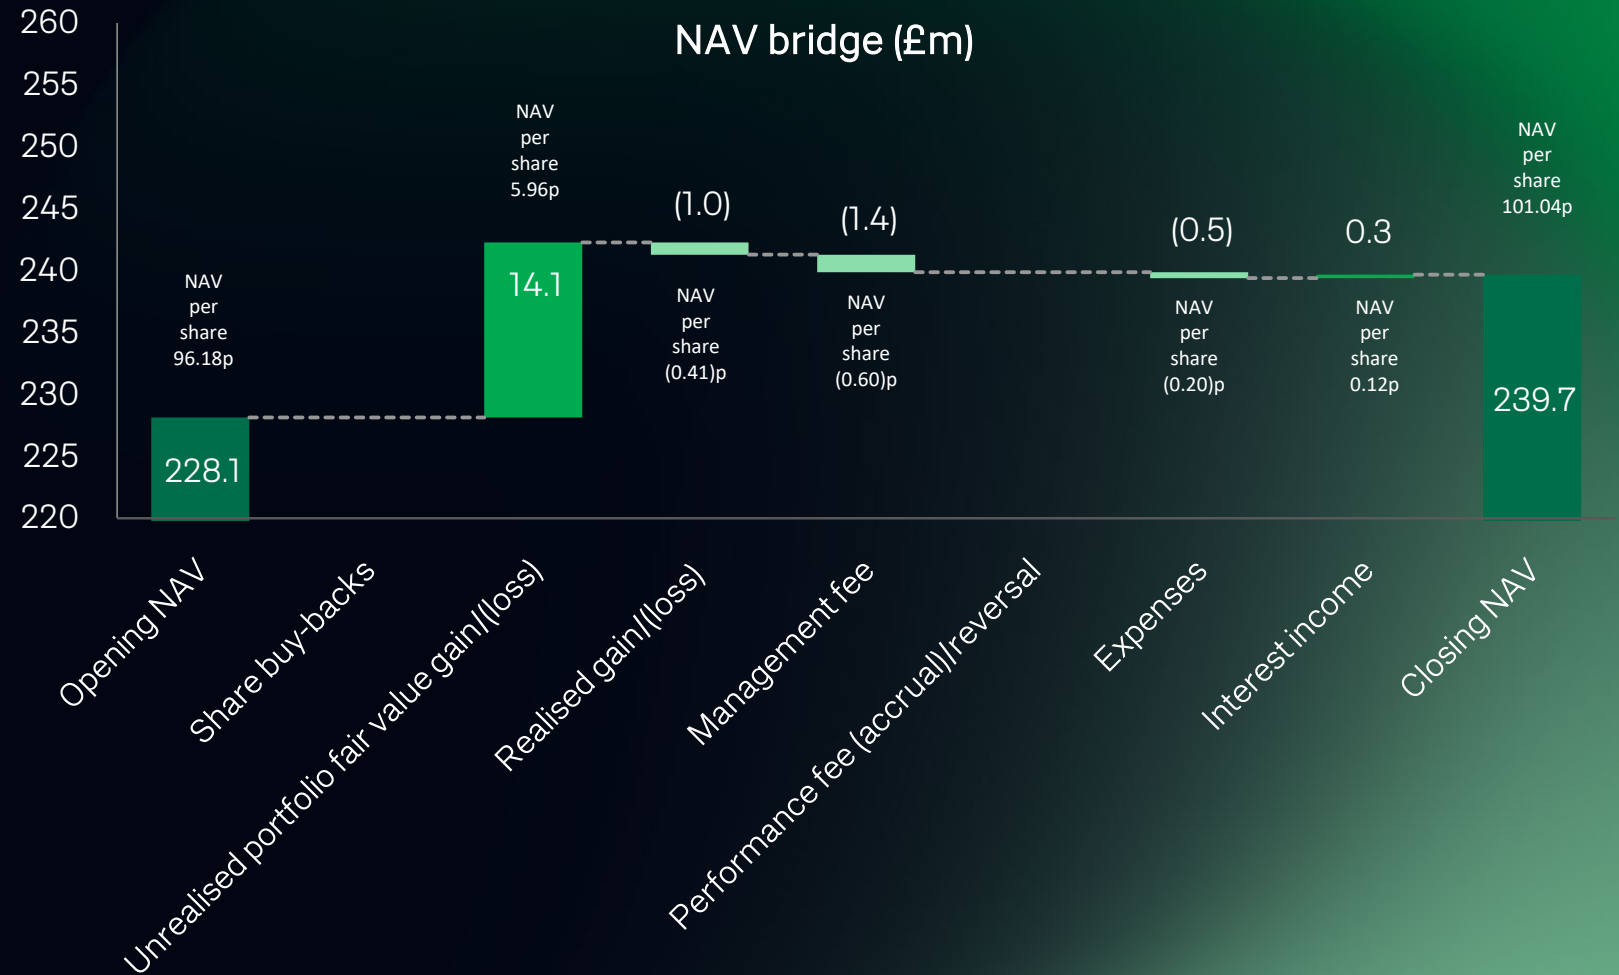 NAV bridge (£m)
260
255
250
245
240
235
230
225
220
NAV
per
share
96.18p
228.1
NAV
per
share
5.96p
14.1
(1.0)
NAV
per
share
(0.41)p
(1.4)
NAV
per
share
(0.60)p
(0.5)
NAV
per
share
(0.20)p
0.3
NAV
per
share
0.12p
NAV
per
share
101.04p
239.7
Opening NAV
Share buy-backs
Unrealised portfolio fair value gain/(loss)
Realised gain/(loss)
Management fee
Performance fee (accrual)/reversal
Expenses
Interest income
Closing NAV